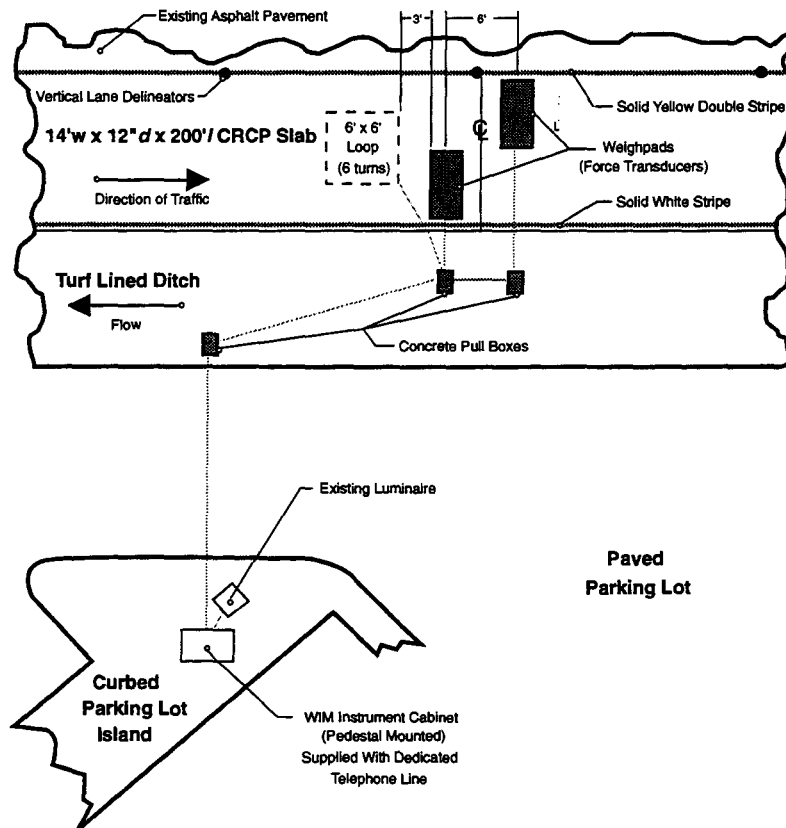 Existing Asphalt Pavement
3'
6'
Vertical Lane Delineators
14'w x 12" d x 200' / CRCP Slab
6' x 6'
Loop
(6 turns)
CL
L
Solid Yellow Double Stripe
Weighpads
(Force Transducers)
Direction of Traffic
Solid White Stripe
Turf Lined Ditch
Flow
Concrete Pull Boxes
Existing Luminaire
Paved
Parking Lot
Curbed
Parking Lot
Island
WIM Instrument Cabinet
(Pedestal Mounted)
Supplied With Dedicated
Telephone Line